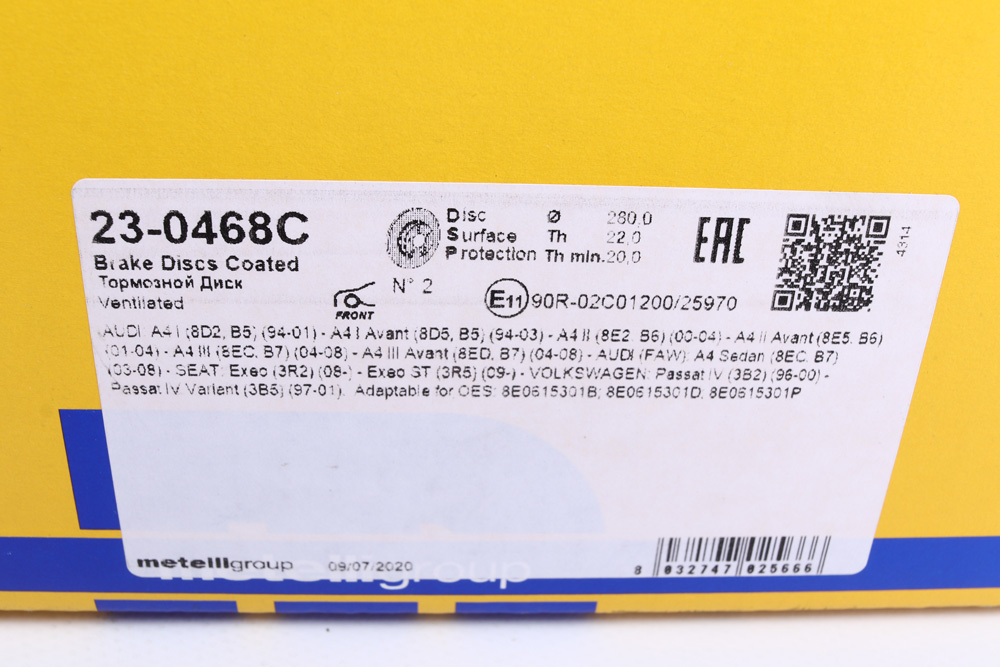 23-0468C
Brake Discs Coated
Тормозной Диск
Ventilated
Disc Ø 280,0
Surface Th 22,0
Protection Th min.20,0
EAC
4314
N° 2
FRONT
E11 90R-02C01200/25970
AUDI: A4 I (8D2, B5) (94-01) - A4 I Avant (8D5, B5) (94-03) - A4 II (8E2, B6) (00-04) - A4 II Avant (8E5, B6)
(01-04) - A4 III (8EC, B7) (04-08) - A4 III Avant (8ED, B7) (04-08) - AUDI (FAW): A4 Sedan (8EC, B7)
(03-08) - SEAT: Exeo (3R2) (08-) - Exeo ST (3R5) (09-) - VOLKSWAGEN: Passat IV (3B2) (96-00) -
Passat IV Variant (3B5) (97-01). Adaptable for OES: 8E0615301B; 8E0615301D; 8E0615301P
metelligroup 09/07/2020
8 032747 025666
metelligroup